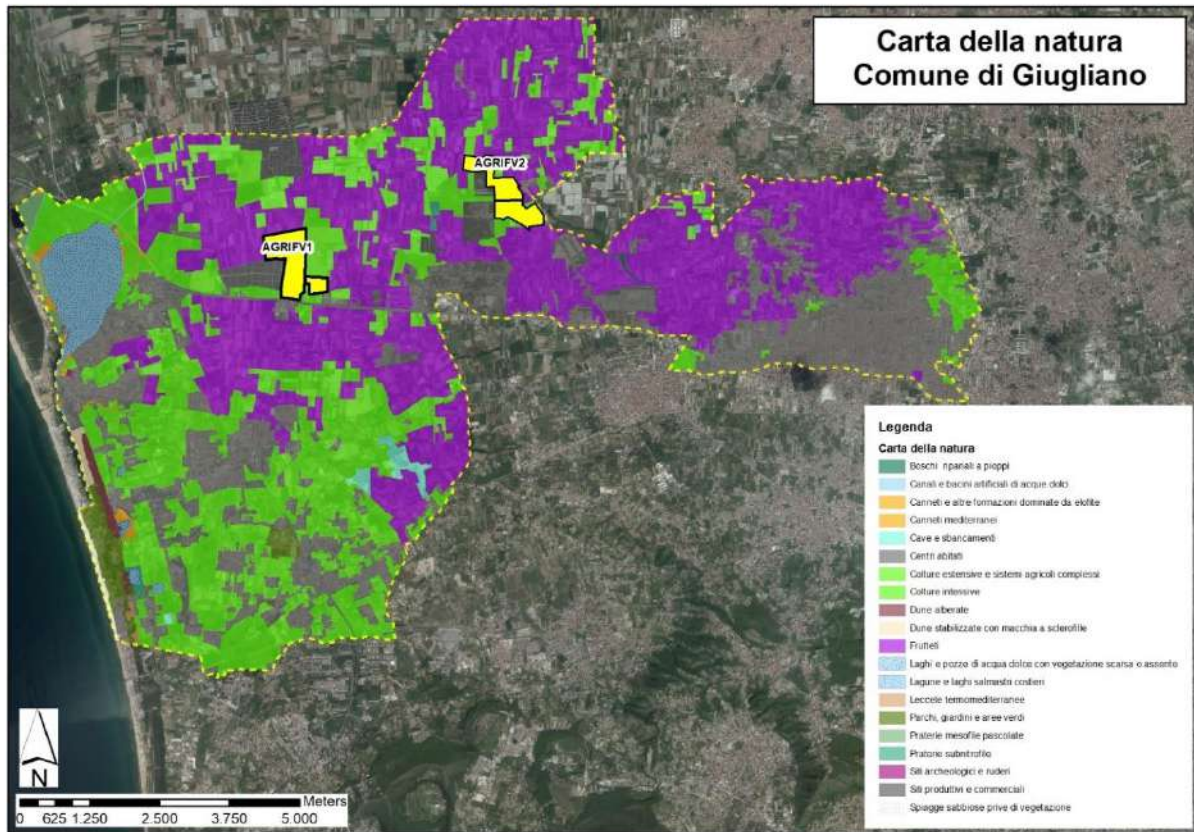 Carta della natura
Comune di Giugliano
AGRIFV2
AGRIFV1
Legenda
Carta della natura
Boschi ripariali a pioppi
Canali e bacini artificiali di acque dolci
Canneti e altre formazioni dominate da elofite
Canneti mediterranei
Cave e sbancamenti
Centri abitati
Colture estensive e sistemi agricoli complessi
Colture intensive
Dune alberate
Dune stabilizzate con macchia a sclerofille
Frutteti
Laghi e pozze di acqua dolce con vegetazione scarsa o assente
Lagune e laghi salmastri costieri
Leccete termomediterranee
Parchi, giardini e aree verdi
Praterie mesofile pascolate
Praterie subnitrofile
Siti archeologici e ruderi
Siti produttivi e commerciali
Spiagge sabbiose prive di vegetazione
N
Meters
0 625 1.250 2.500 3.750 5.000